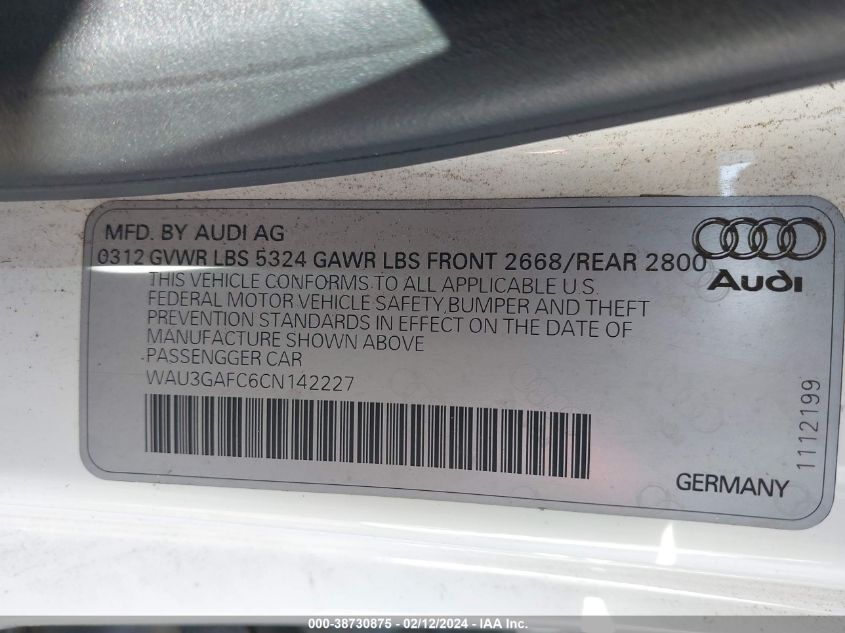 MFD. BY AUDI AG
0312 GVWR LBS 5324 GAWR LBS FRONT 2668/REAR 2800
THIS VEHICLE CONFORMS TO ALL APPLICABLE U.S.
FEDERAL MOTOR VEHICLE SAFETY,BUMPER AND THEFT
PREVENTION STANDARDS IN EFFECT ON THE DATE OF
MANUFACTURE SHOWN ABOVE
PASSENGGER CAR
WAU3GAFC6CN142227
Audi
1112199
GERMANY
000-38730875 - 02/12/2024 - IAA Inc.